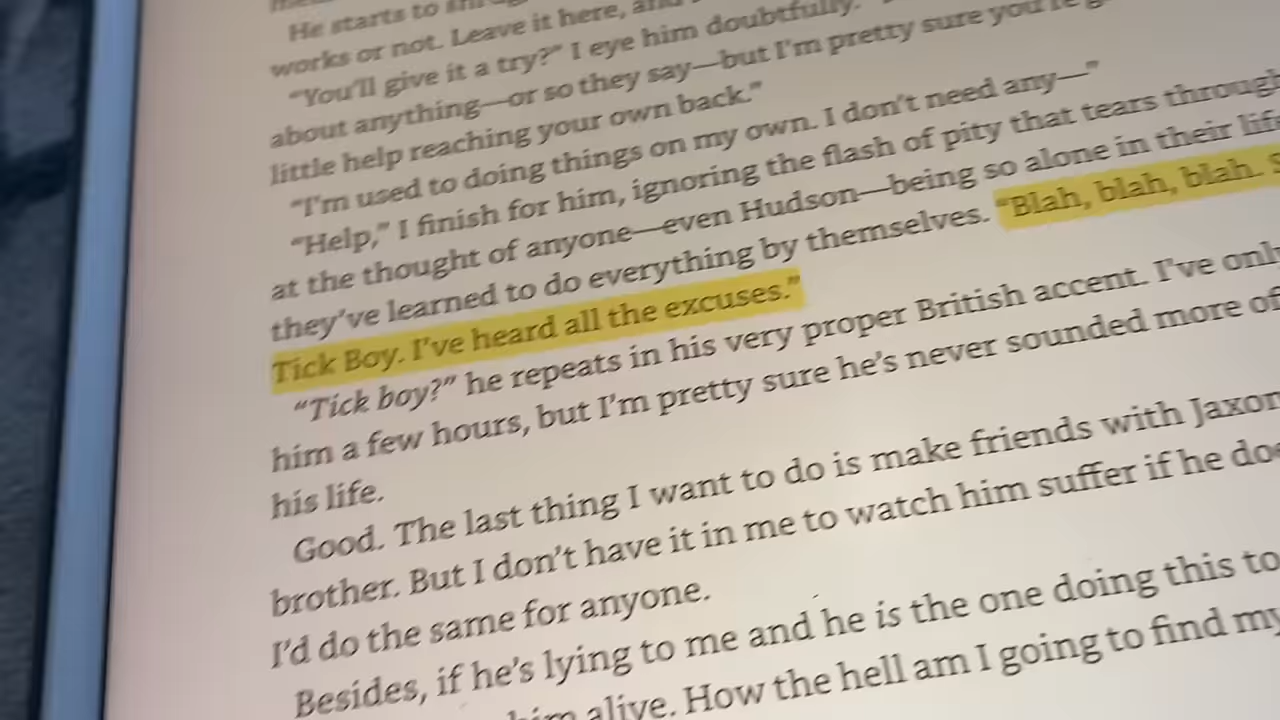 He starts to
works or not. Leave it here, and
“You’ll give it a try?” I eye him doubtfully.
about anything—or so they say—but I’m pretty sure you’re
little help reaching your own back.”
“I’m used to doing things on my own. I don’t need any—”
“Help,” I finish for him, ignoring the flash of pity that tears through
at the thought of anyone—even Hudson—being so alone in their
they’ve learned to do everything by themselves. “Blah, blah, blah.
Tick Boy. I’ve heard all the excuses.”
“Tick boy?” he repeats in his very proper British accent. I’ve only
him a few hours, but I’m pretty sure he’s never sounded more
his life.
Good. The last thing I want to do is make friends with Jaxon
brother. But I don’t have it in me to watch him suffer if he
I’d do the same for anyone.
Besides, if he’s lying to me and he is the one doing this to
him alive. How the hell am I going to find my